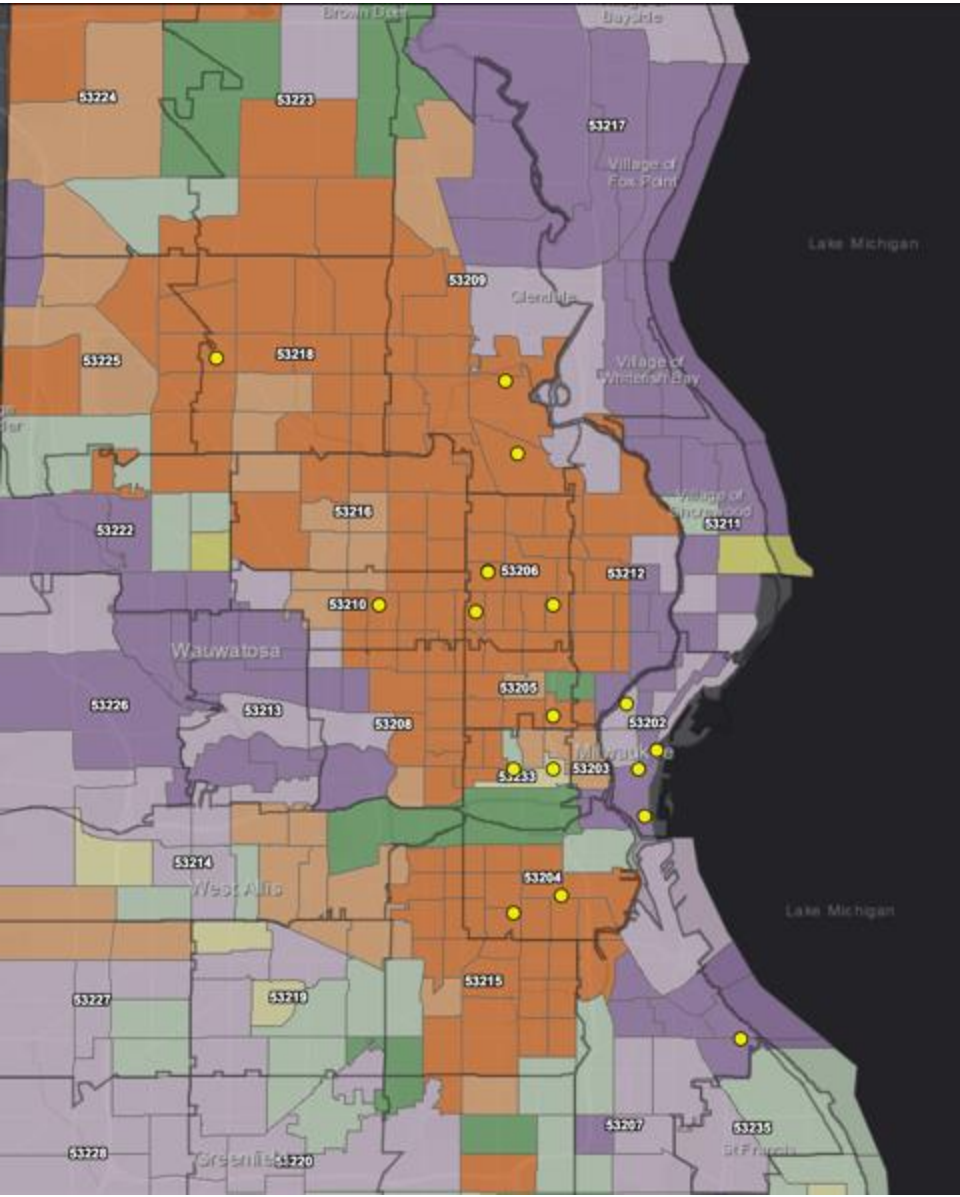 Brown Deer
Bayside
53224
53223
53217
Village of
Fox Point
Lake Michigan
53209
Glendale
53225
53218
Village of
Whitefish Bay
53216
Village of
Shorewood
53211
53222
53206
53212
53210
Wauwatosa
53205
53226
53213
53208
53202
Milwaukee
53233
53203
53214
West Allis
53204
Lake Michigan
53215
53227
53219
53207
53235
St Francis
53228
Greenfield
53220